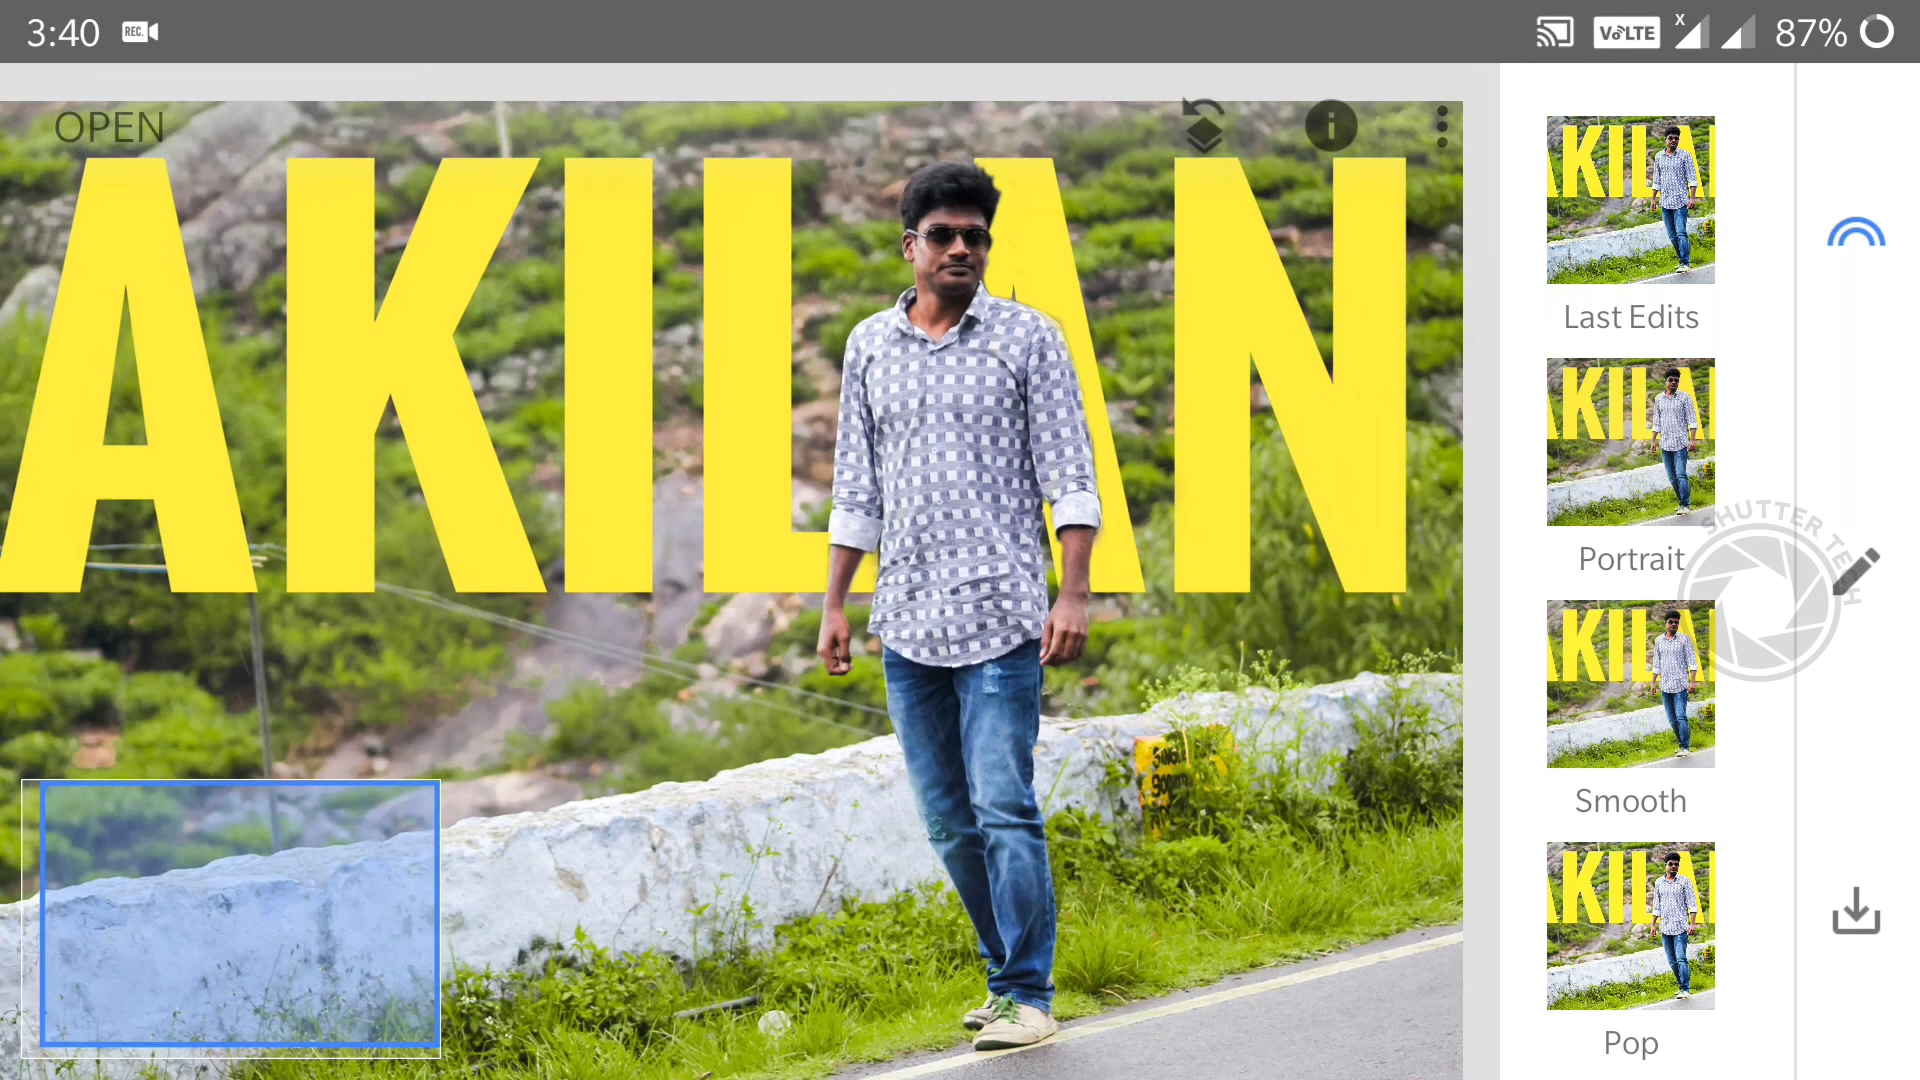 3:40 REC. VoLTE X 87%
OPEN
AKILAN
Last Edits
Portrait
SHUTTER TECH
Smooth
Pop